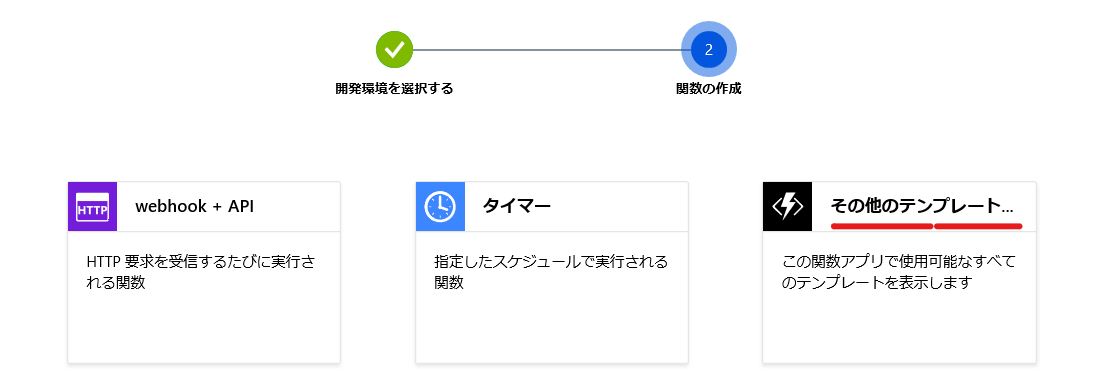 2
開発環境を選択する
関数の作成
HTTP
webhook + API
タイマー
その他のテンプレート...
HTTP 要求を受信するたびに実行さ
れる関数
指定したスケジュールで実行される
関数
この関数アプリで使用可能なすべて
のテンプレートを表示します